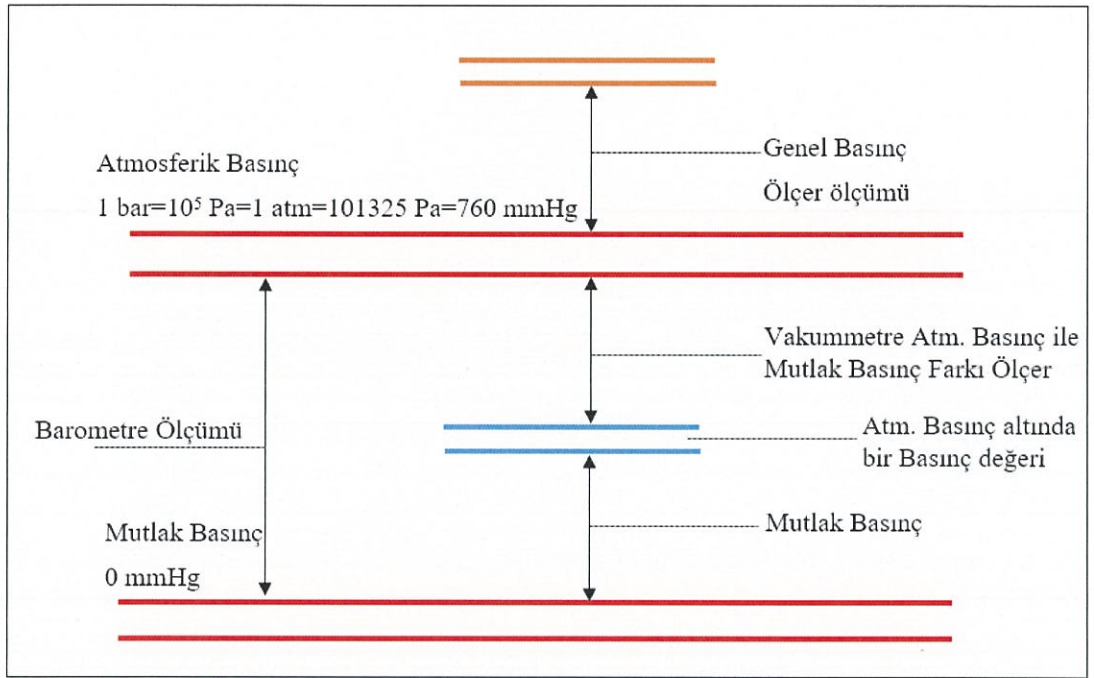 Genel Basınç
Ölçer ölçümü
Atmosferik Basınç
1 bar=10⁵ Pa=1 atm=101325 Pa=760 mmHg
Vakummetre Atm. Basınç ile
Mutlak Basınç Farkı Ölçer
Barometre Ölçümü
Atm. Basınç altında
bir Basınç değeri
Mutlak Basınç
0 mmHg
Mutlak Basınç